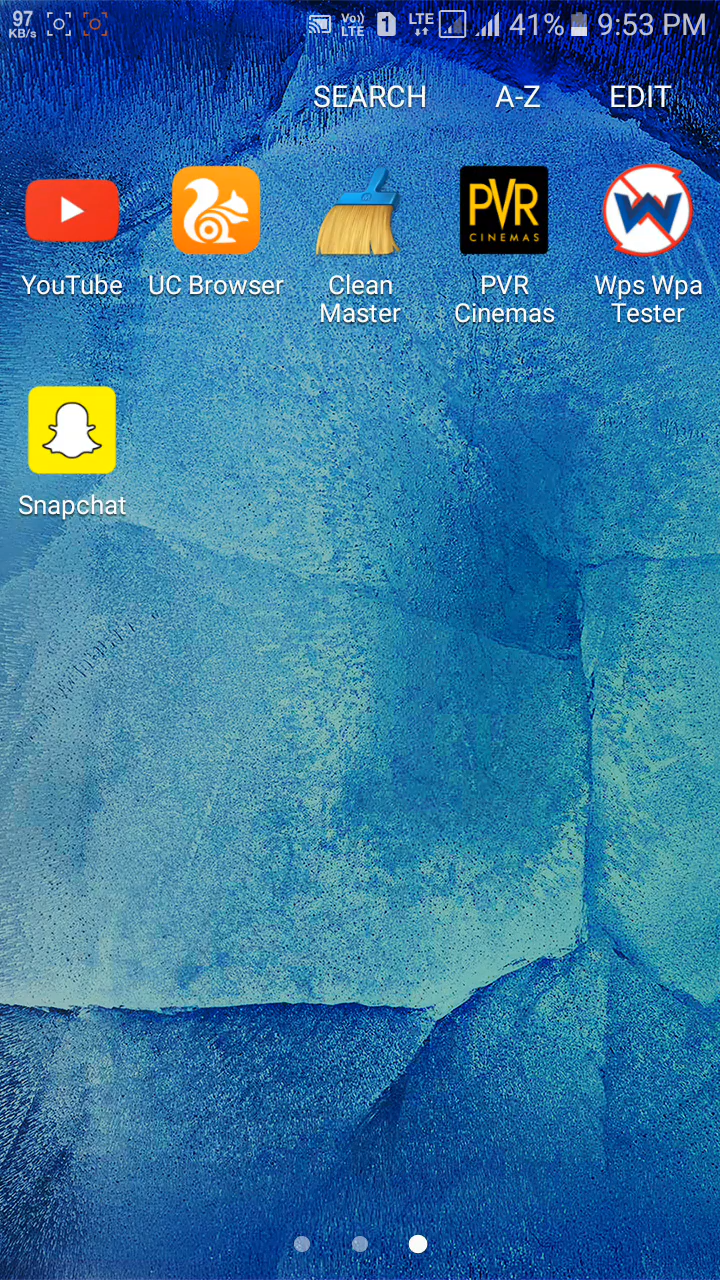 97
KB/s
Vo))
LTE
1
LTE
41%
9:53 PM
SEARCH
A-Z
EDIT
PVR
CINEMAS
W
YouTube
UC Browser
Clean
Master
PVR
Cinemas
Wps Wpa
Tester
Snapchat